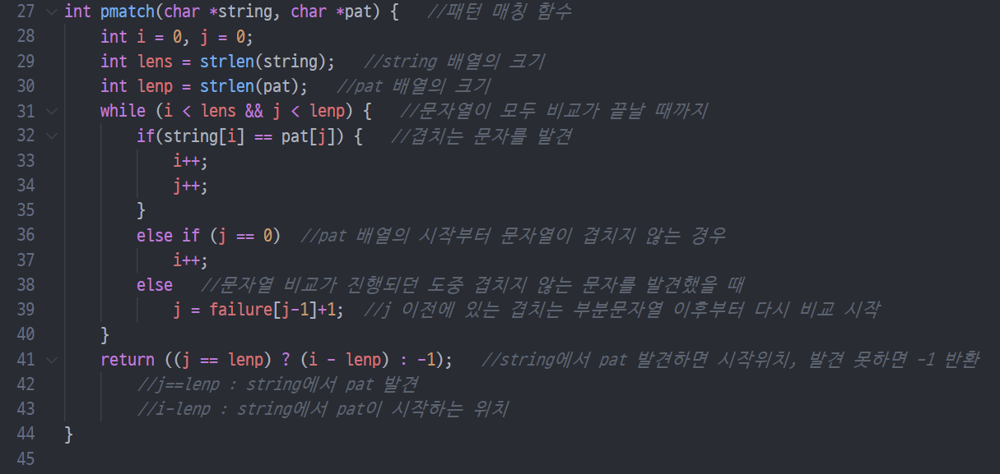 27 int pmatch(char *string, char *pat) {   //패턴 매칭 함수
28     int i = 0, j = 0;
29     int lens = strlen(string);   //string 배열의 크기
30     int lenp = strlen(pat);   //pat 배열의 크기
31     while (i < lens && j < lenp) {   //문자열이 모두 비교가 끝날 때까지
32         if(string[i] == pat[j]) {   //겹치는 문자를 발견
33             i++;
34             j++;
35         }
36         else if (j == 0)  //pat 배열의 시작부터 문자열이 겹치지 않는 경우
37             i++;
38         else   //문자열 비교가 진행되던 도중 겹치지 않는 문자를 발견했을 때
39             j = failure[j-1]+1;  //j 이전에 있는 겹치는 부분문자열 이후부터 다시 비교 시작
40     }
41     return ((j == lenp) ? (i - lenp) : -1);   //string에서 pat 발견하면 시작위치, 발견 못하면 -1 반환
42         //j==lenp : string에서 pat 발견
43         //i-lenp : string에서 pat이 시작하는 위치
44 }
45